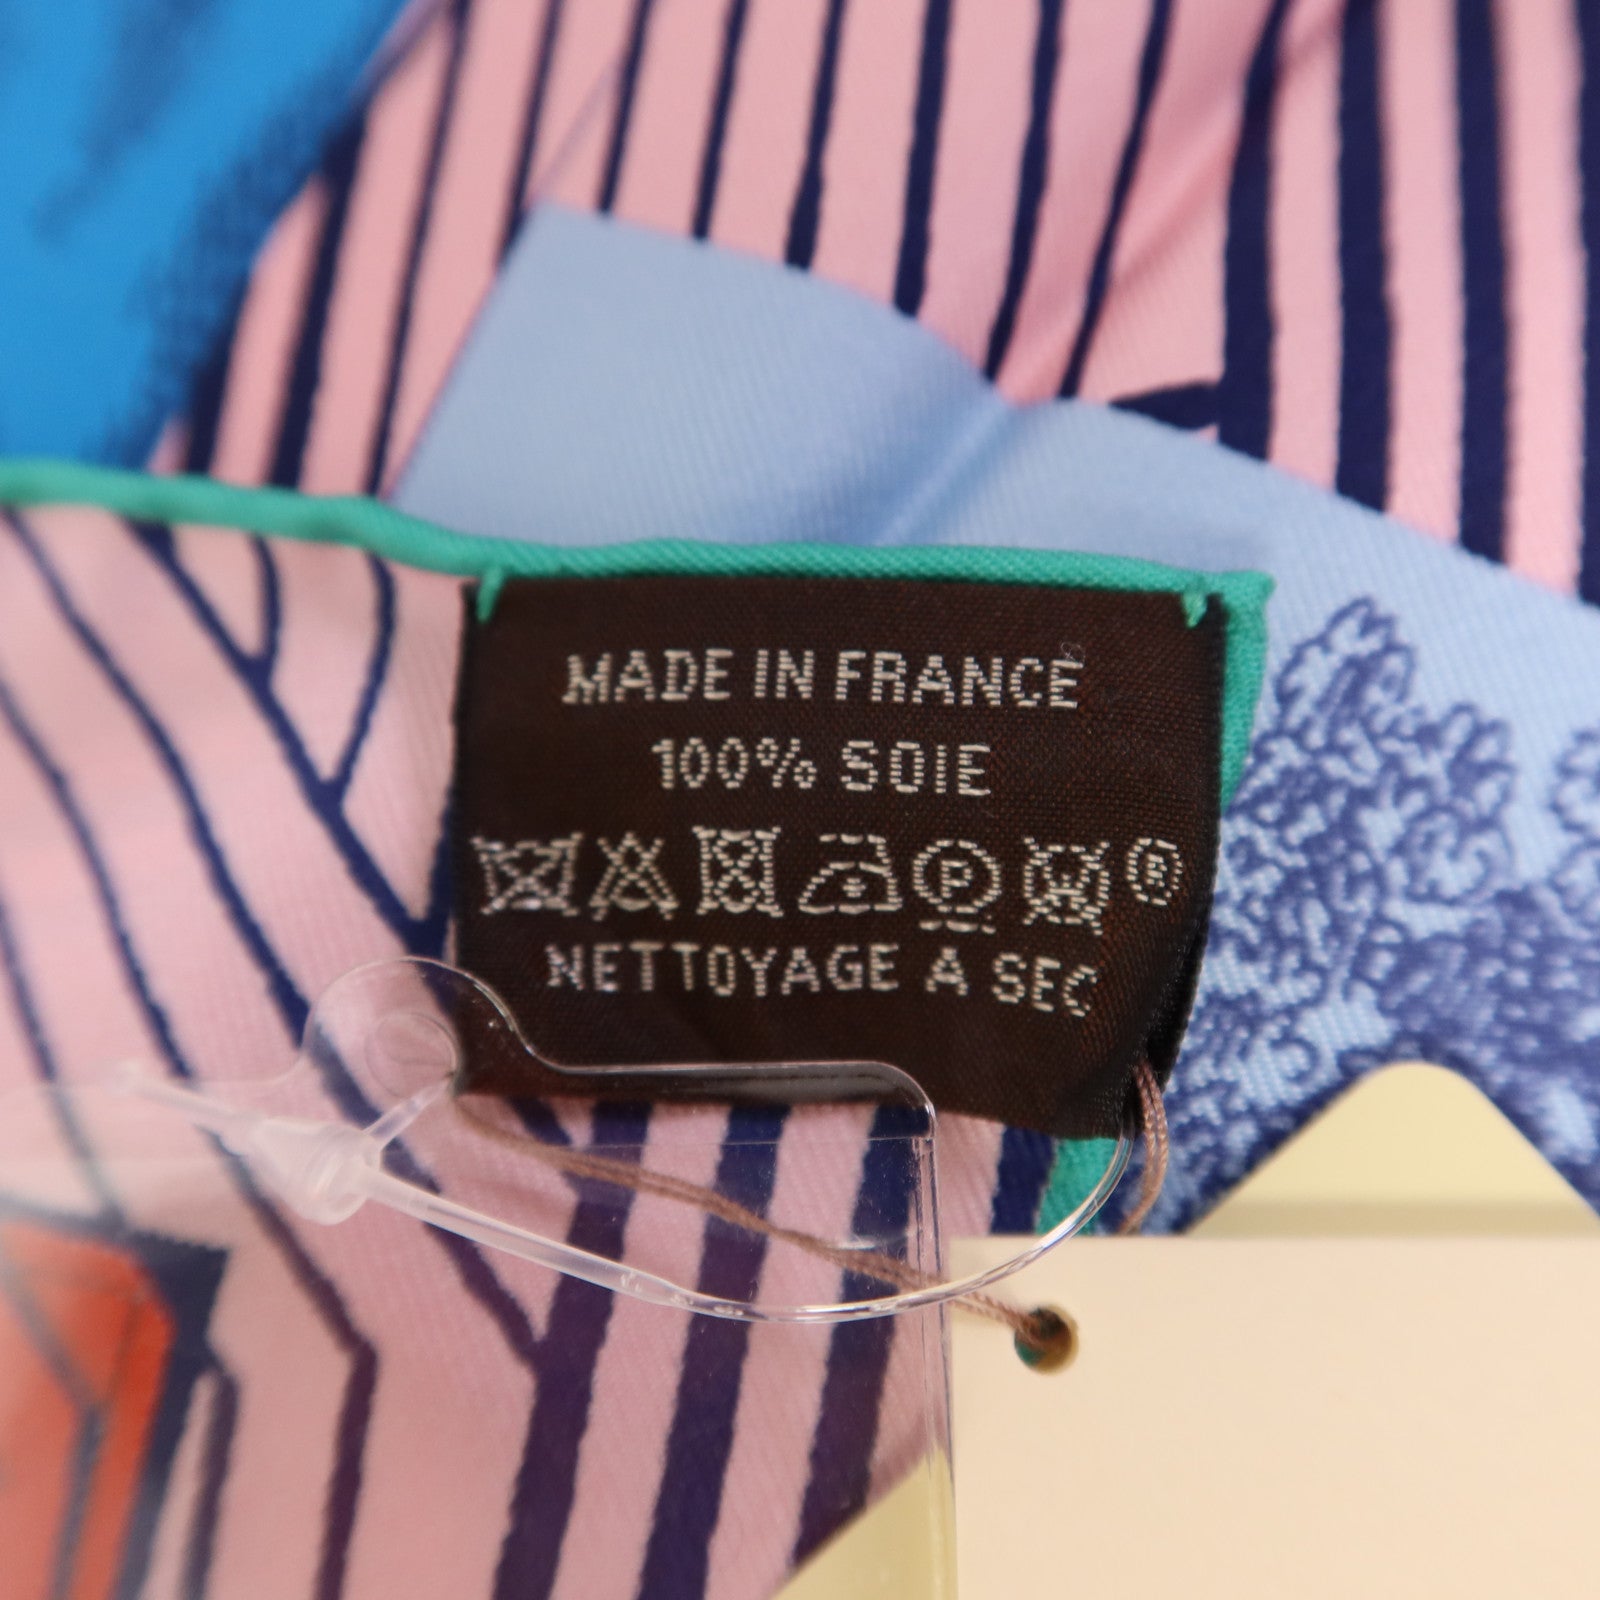 MADE IN FRANCE
100% SOIE
P ®
NETTOYAGE A SEC